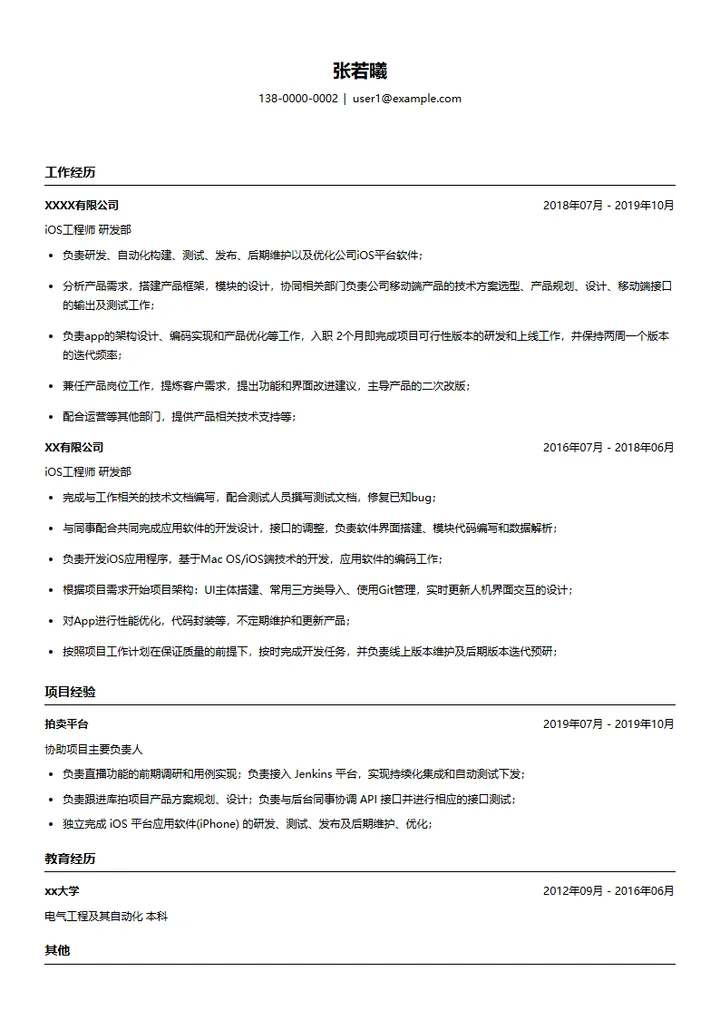 张若曦
138-0000-0002 | user1@example.com
工作经历
XXXX有限公司 2018年07月 - 2019年10月
iOS工程师 研发部
• 负责研发、自动化构建、测试、发布、后期维护以及优化公司iOS平台软件；
• 分析产品需求，搭建产品框架，模块的设计，协同相关部门负责公司移动端产品的技术方案选型、产品规划、设计、移动端接口
的输出及测试工作；
• 负责app的架构设计、编码实现和产品优化等工作，入职 2个月即完成项目可行性版本的研发和上线工作，并保持两周一个版本
的迭代频率；
• 兼任产品岗位工作，提炼客户需求，提出功能和界面改进建议，主导产品的二次改版；
• 配合运营等其他部门，提供产品相关技术支持等；
XX有限公司 2016年07月 - 2018年06月
iOS工程师 研发部
• 完成与工作相关的技术文档编写，配合测试人员撰写测试文档，修复已知bug；
• 与同事配合共同完成应用软件的开发设计，接口的调整，负责软件界面搭建、模块代码编写和数据解析；
• 负责开发iOS应用程序，基于Mac OS/iOS端技术的开发，应用软件的编码工作；
• 根据项目需求开始项目架构：UI主体搭建、常用三方类导入、使用Git管理，实时更新人机界面交互的设计；
• 对App进行性能优化，代码封装等，不定期维护和更新产品；
• 按照项目工作计划在保证质量的前提下，按时完成开发任务，并负责线上版本维护及后期版本迭代预研；
项目经验
拍卖平台 2019年07月 - 2019年10月
协助项目主要负责人
• 负责直播功能的前期调研和用例实现；负责接入 Jenkins 平台，实现持续化集成和自动测试下发；
• 负责跟进库拍项目产品方案规划、设计；负责与后台同事协调 API 接口并进行相应的接口测试；
• 独立完成 iOS 平台应用软件(iPhone) 的研发、测试、发布及后期维护、优化；
教育经历
xx大学 2012年09月 - 2016年06月
电气工程及其自动化 本科
其他